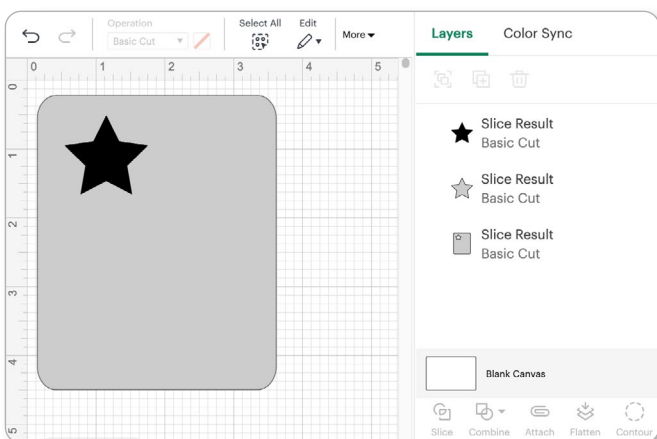 Operation
Basic Cut
Select All
Edit
More
Layers
Color Sync
0 1 2 3 4 5
0
1
2
3
4
5
Slice Result
Basic Cut
Slice Result
Basic Cut
Slice Result
Basic Cut
Blank Canvas
Slice Combine Attach Flatten Contour